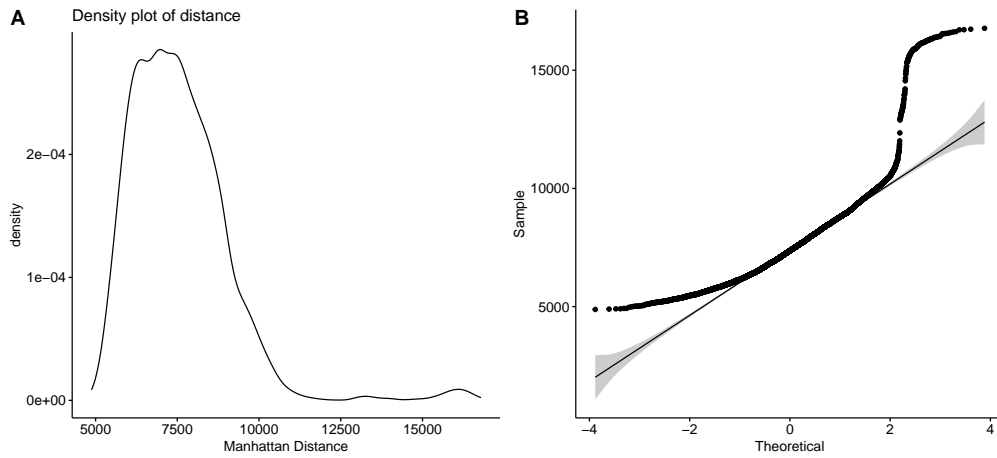 A
Density plot of distance
density
2e−04
1e−04
0e+00
5000 7500 10000 12500 15000
Manhattan Distance
B
Sample
15000
10000
5000
−4 −2 0 2 4
Theoretical